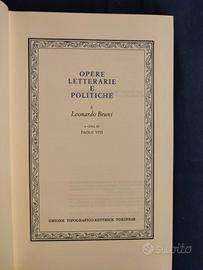 OPERE
LETTERARIE
E
POLITICHE
di
Leonardo Bruni
A CURA DI
PAOLO VITI
UNIONE TIPOGRAFICO-EDITRICE TORINESE
subito